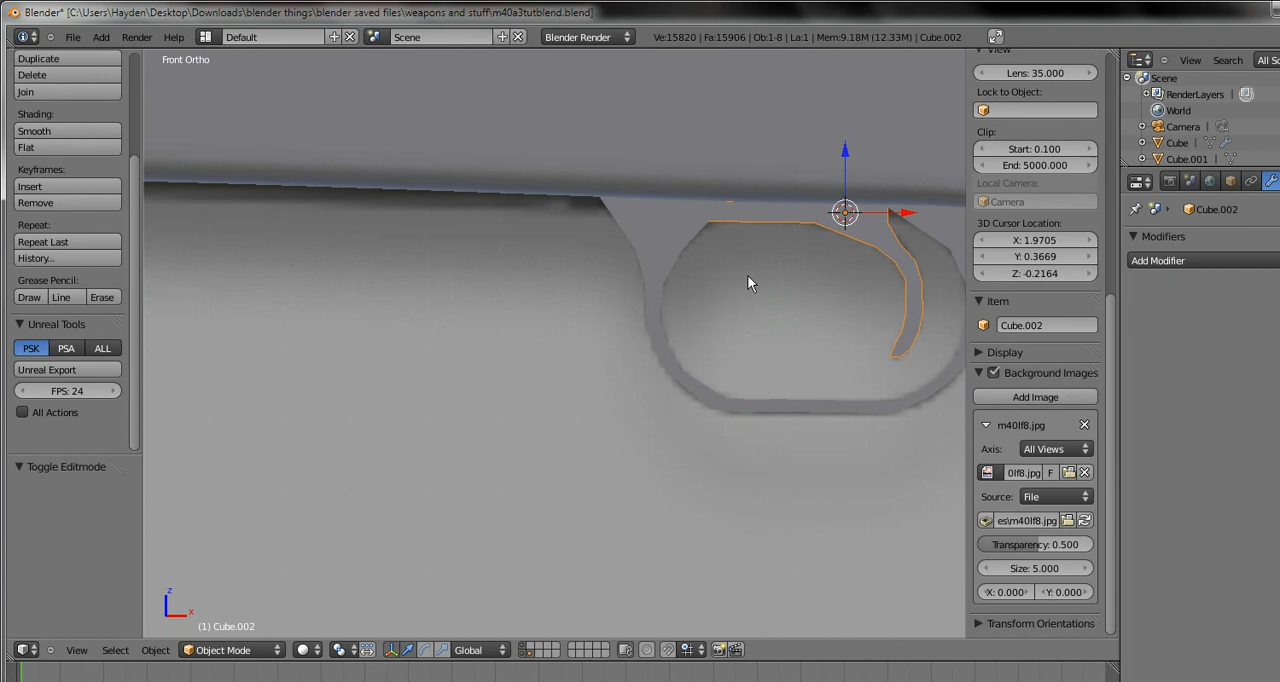 Blender* [C:\Users\Hayden\Desktop\Downloads\blender things\blender saved files\weapons and stuff\m40a3tutblend.blend]
File Add Render Help Default Scene Blender Render Ve:15820 | Fa:15906 | Ob:1-8 | La:1 | Mem:9.18M (12.33M) | Cube.002
Duplicate
Delete
Join
Shading:
Smooth
Flat
Keyframes:
Insert
Remove
Repeat:
Repeat Last
History...
Grease Pencil:
Draw Line Erase
Unreal Tools
PSK PSA ALL
Unreal Export
FPS: 24
All Actions
Toggle Editmode
Front Ortho
z
x
(1) Cube.002
View
Lens: 35.000
Lock to Object:
Clip:
Start: 0.100
End: 5000.000
Local Camera:
Camera
3D Cursor Location:
X: 1.9705
Y: 0.3669
Z: -0.2164
Item
Cube.002
Display
Background Images
Add Image
m40lf8.jpg
Axis: All Views
0lf8.jpg F
Source: File
es\m40lf8.jpg
Transparency: 0.500
Size: 5.000
X: 0.000 Y: 0.000
Transform Orientations
View Search All Sc
Scene
RenderLayers |
World
Camera |
Cube |
Cube.001 |
Cube.002
Modifiers
Add Modifier
View Select Object Object Mode Global